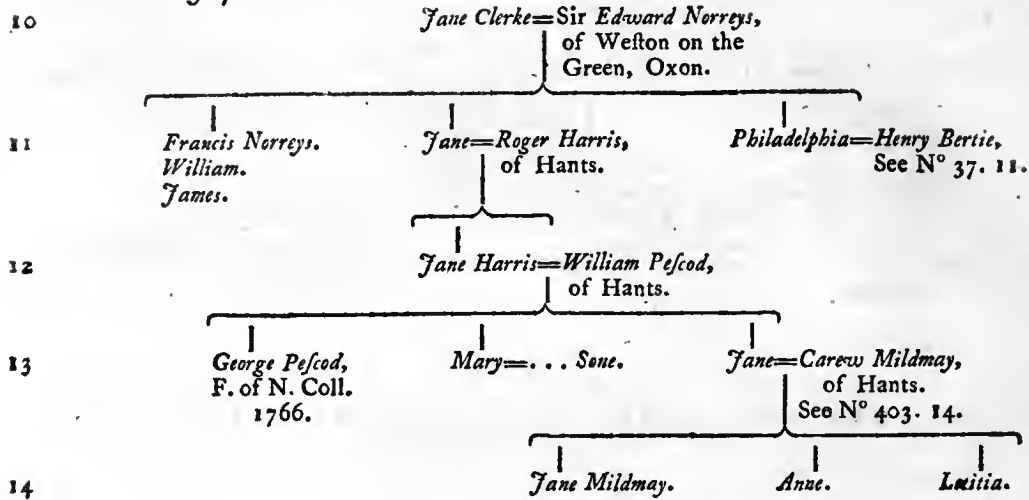 10 Jane Clerke=Sir Edward Norreys,
of Weſton on the
Green, Oxon.
11 Francis Norreys. Jane=Roger Harris, Philadelphia=Henry Bertie,
William. of Hants. See N° 37. 11.
James.
12 Jane Harris=William Peſcod,
of Hants.
13 George Peſcod, Mary=. . . Sone. Jane=Carew Mildmay,
F. of N. Coll. of Hants.
1766. See N° 403. 14.
14 Jane Mildmay. Anne. Lætitia.